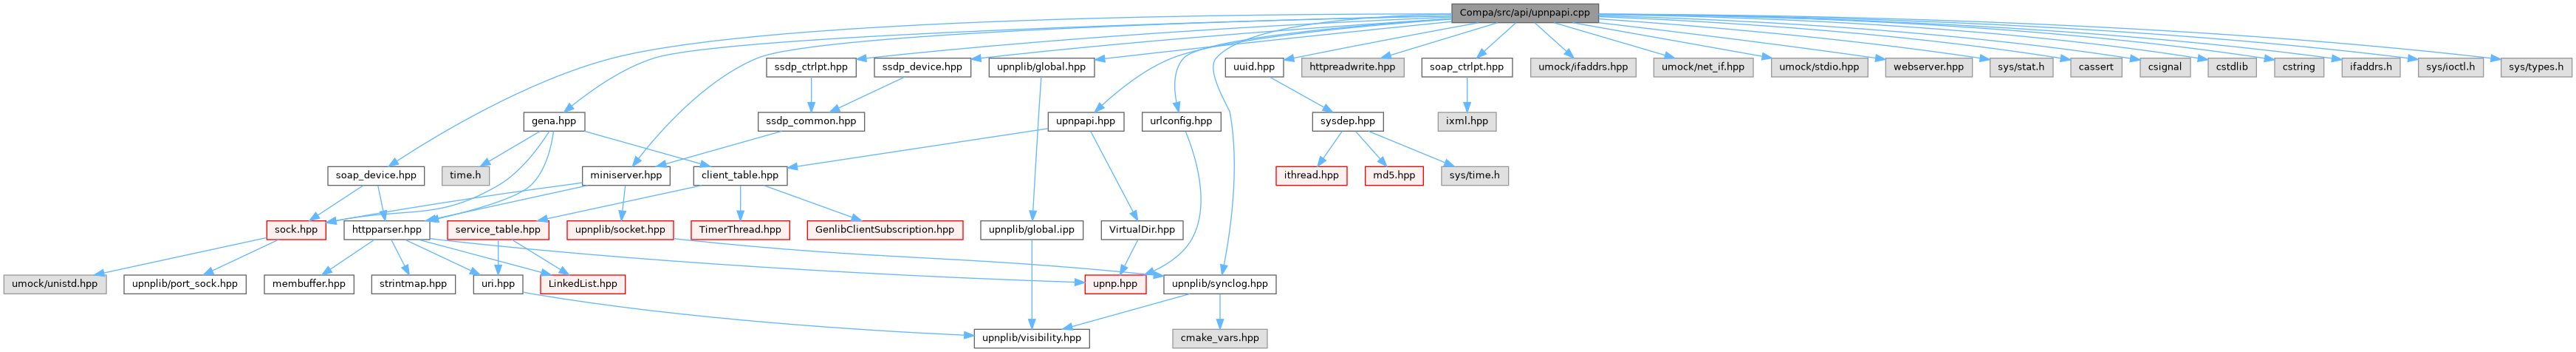 Compa/src/api/upnpapi.cpp
ssdp_ctrlpt.hpp
ssdp_device.hpp
upnplib/global.hpp
uuid.hpp
httpreadwrite.hpp
soap_ctrlpt.hpp
umock/ifaddrs.hpp
umock/net_if.hpp
umock/stdio.hpp
webserver.hpp
sys/stat.h
cassert
csignal
cstdlib
cstring
ifaddrs.h
sys/ioctl.h
sys/types.h
gena.hpp
ssdp_common.hpp
upnpapi.hpp
urlconfig.hpp
sysdep.hpp
ixml.hpp
soap_device.hpp
time.h
miniserver.hpp
client_table.hpp
ithread.hpp
md5.hpp
sys/time.h
sock.hpp
httpparser.hpp
service_table.hpp
upnplib/socket.hpp
TimerThread.hpp
GenlibClientSubscription.hpp
upnplib/global.ipp
VirtualDir.hpp
umock/unistd.hpp
upnplib/port_sock.hpp
membuffer.hpp
strintmap.hpp
uri.hpp
LinkedList.hpp
upnp.hpp
upnplib/synclog.hpp
upnplib/visibility.hpp
cmake_vars.hpp